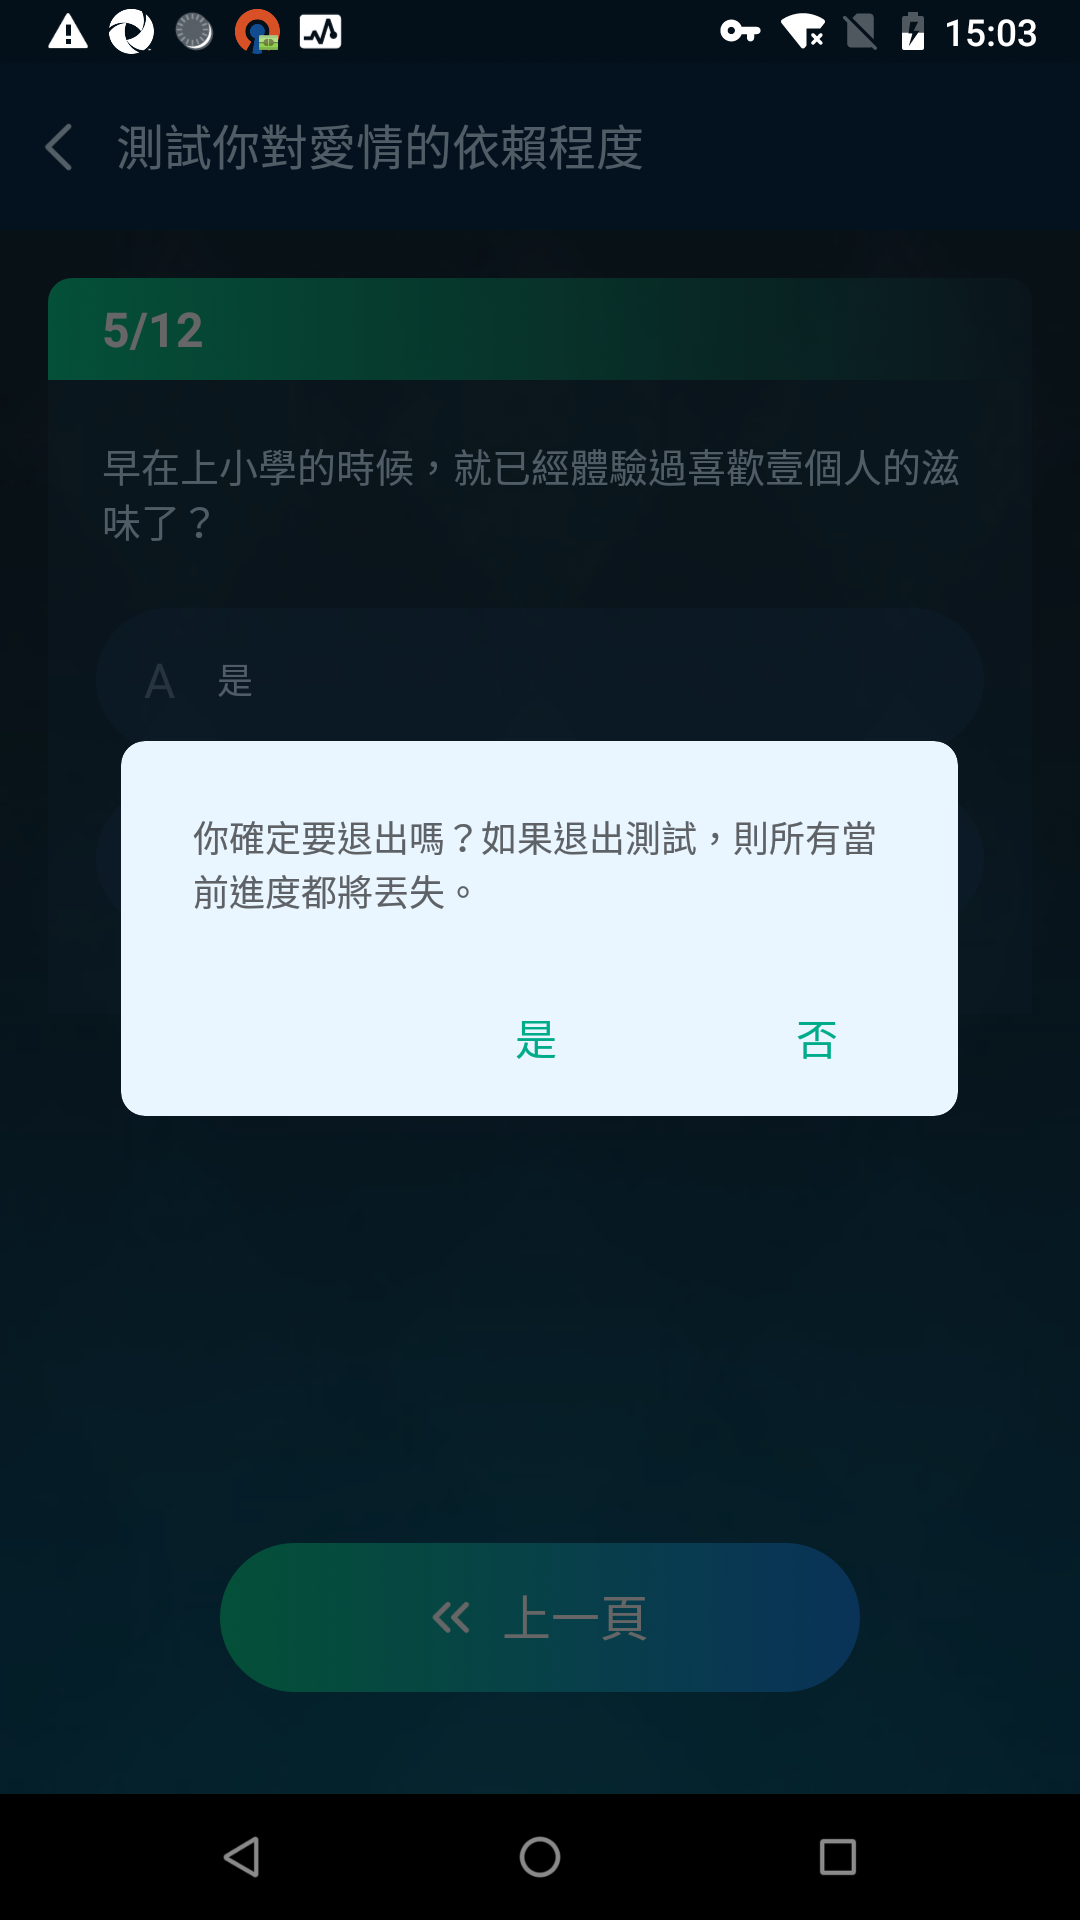 15:03
測試你對愛情的依賴程度
5/12
早在上小學的時候，就已經體驗過喜歡壹個人的滋
味了？
A 是
你確定要退出嗎？如果退出測試，則所有當
前進度都將丟失。
是 否
上一頁